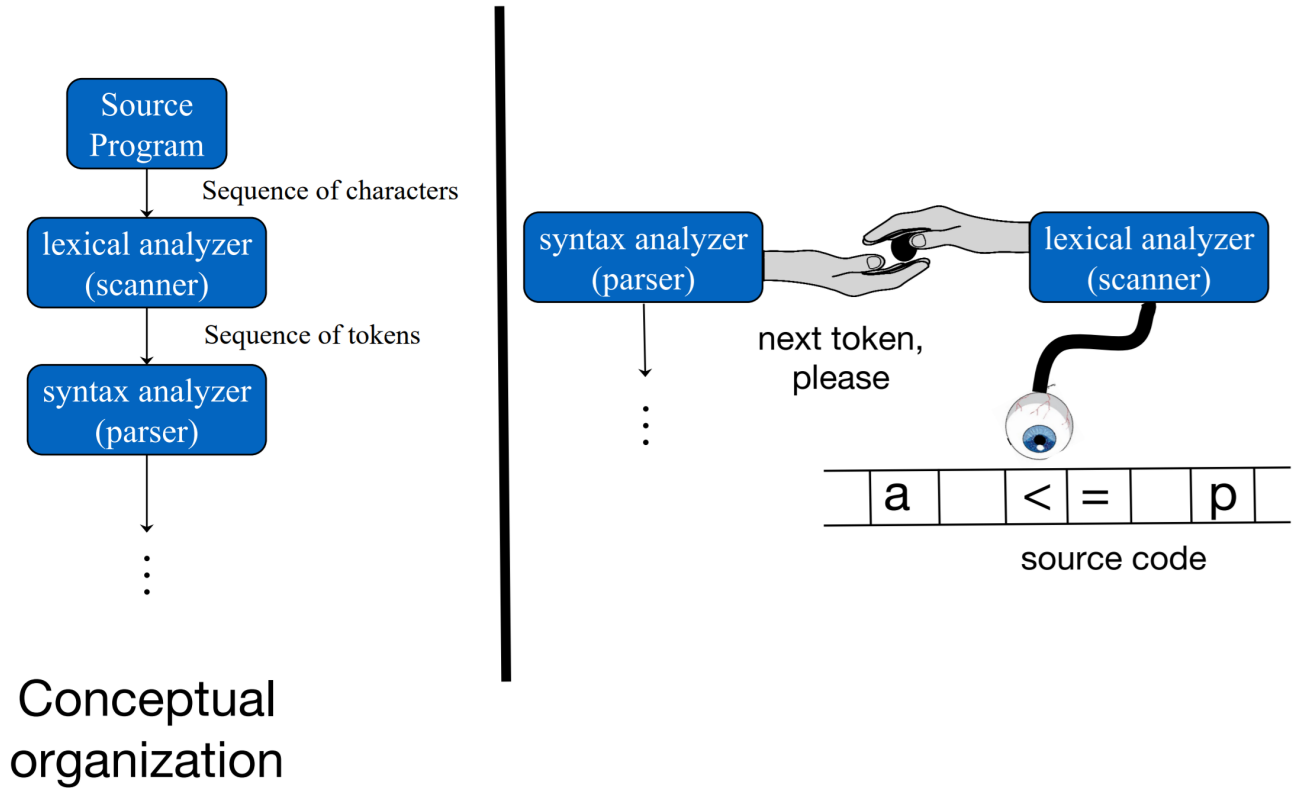 Source
Program
Sequence of characters
lexical analyzer
(scanner)
Sequence of tokens
syntax analyzer
(parser)
⋮
Conceptual
organization
syntax analyzer
(parser)
⋮
next token,
please
lexical analyzer
(scanner)
a < = p
source code